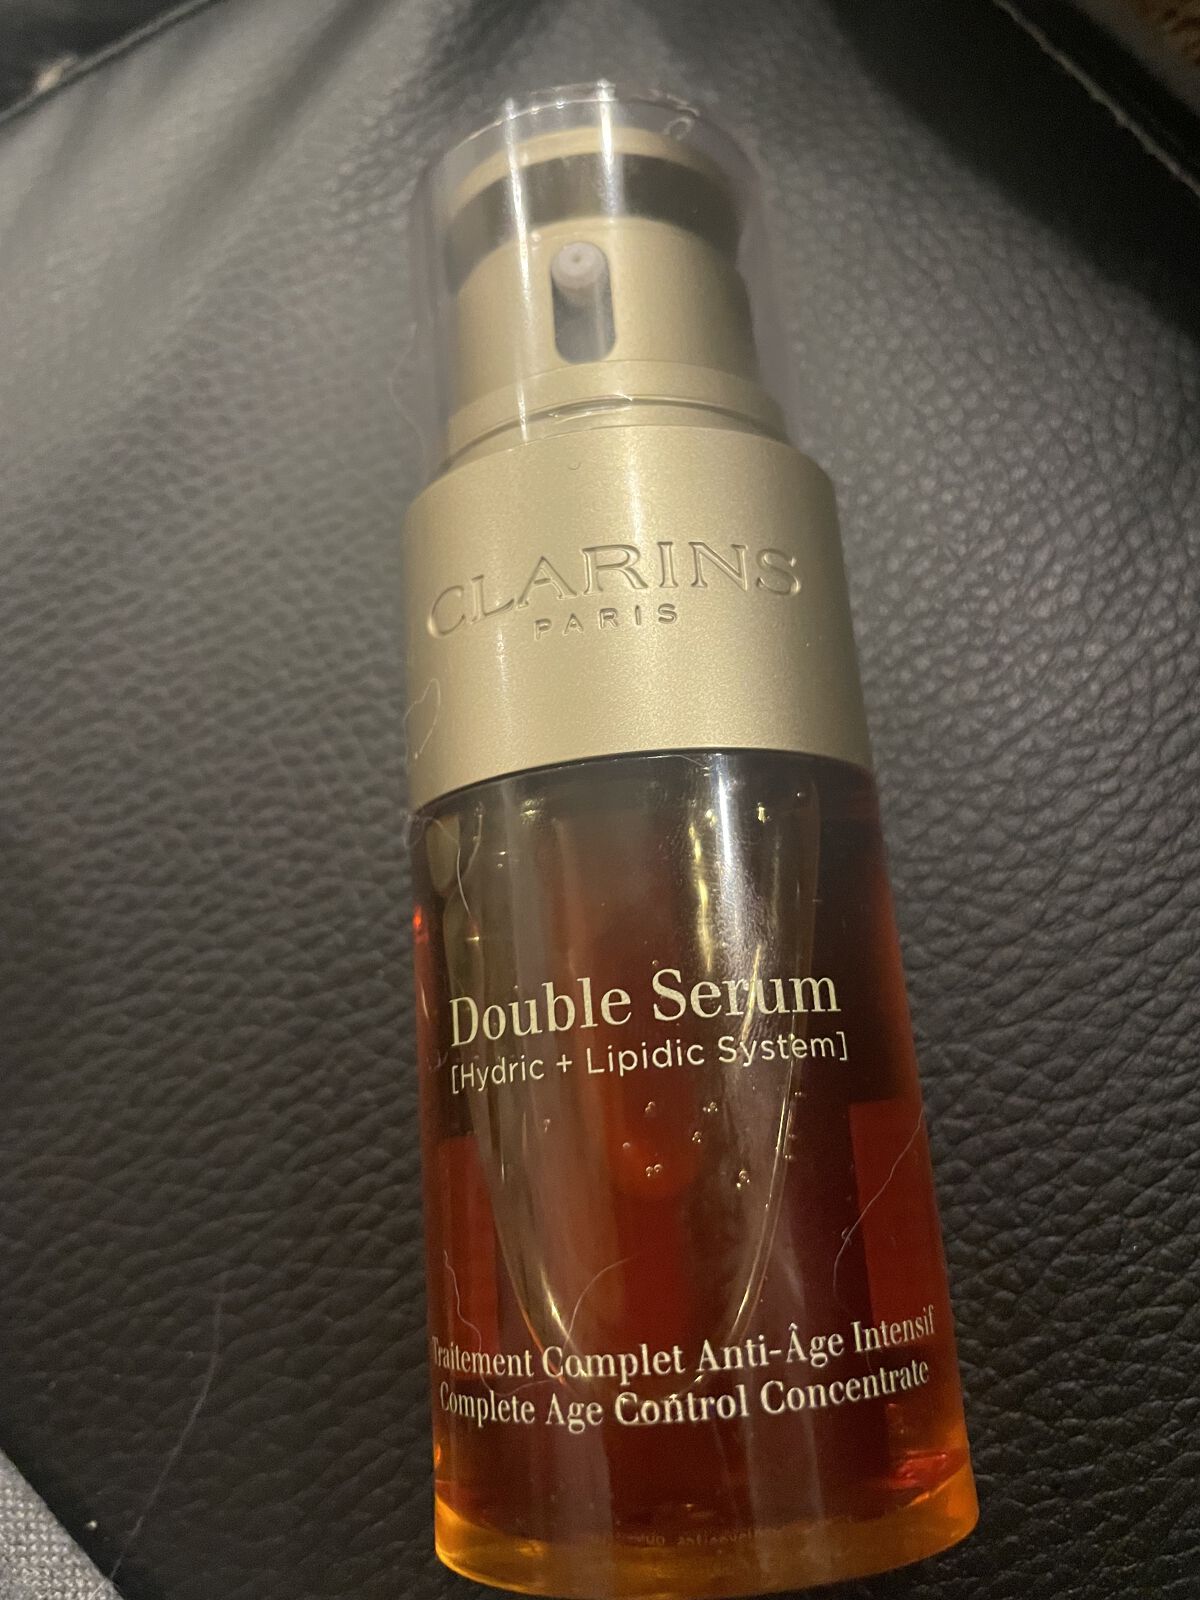 CLARINS
PARIS
Double Serum
[Hydric + Lipidic System]
Traitement Complet Anti-Âge Intensif
Complete Age Control Concentrate